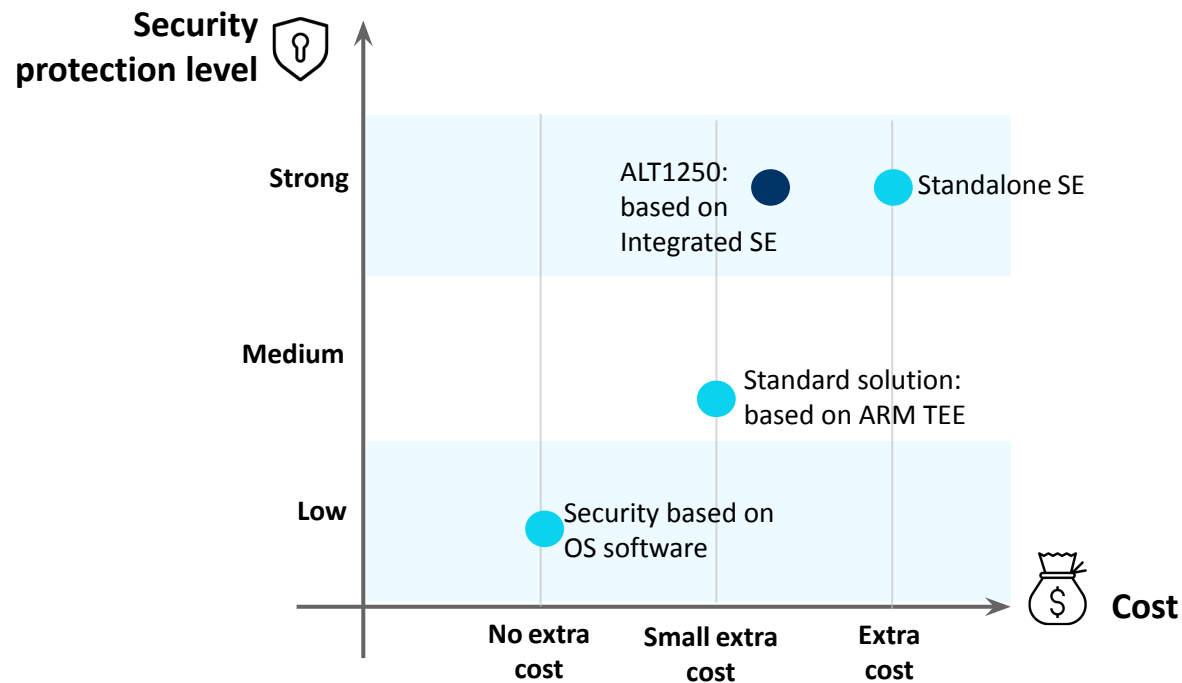 Security
protection level
Strong
ALT1250:
based on
Integrated SE
Standalone SE
Medium
Standard solution:
based on ARM TEE
Low
Security based on
OS software
$
Cost
No extra
cost
Small extra
cost
Extra
cost